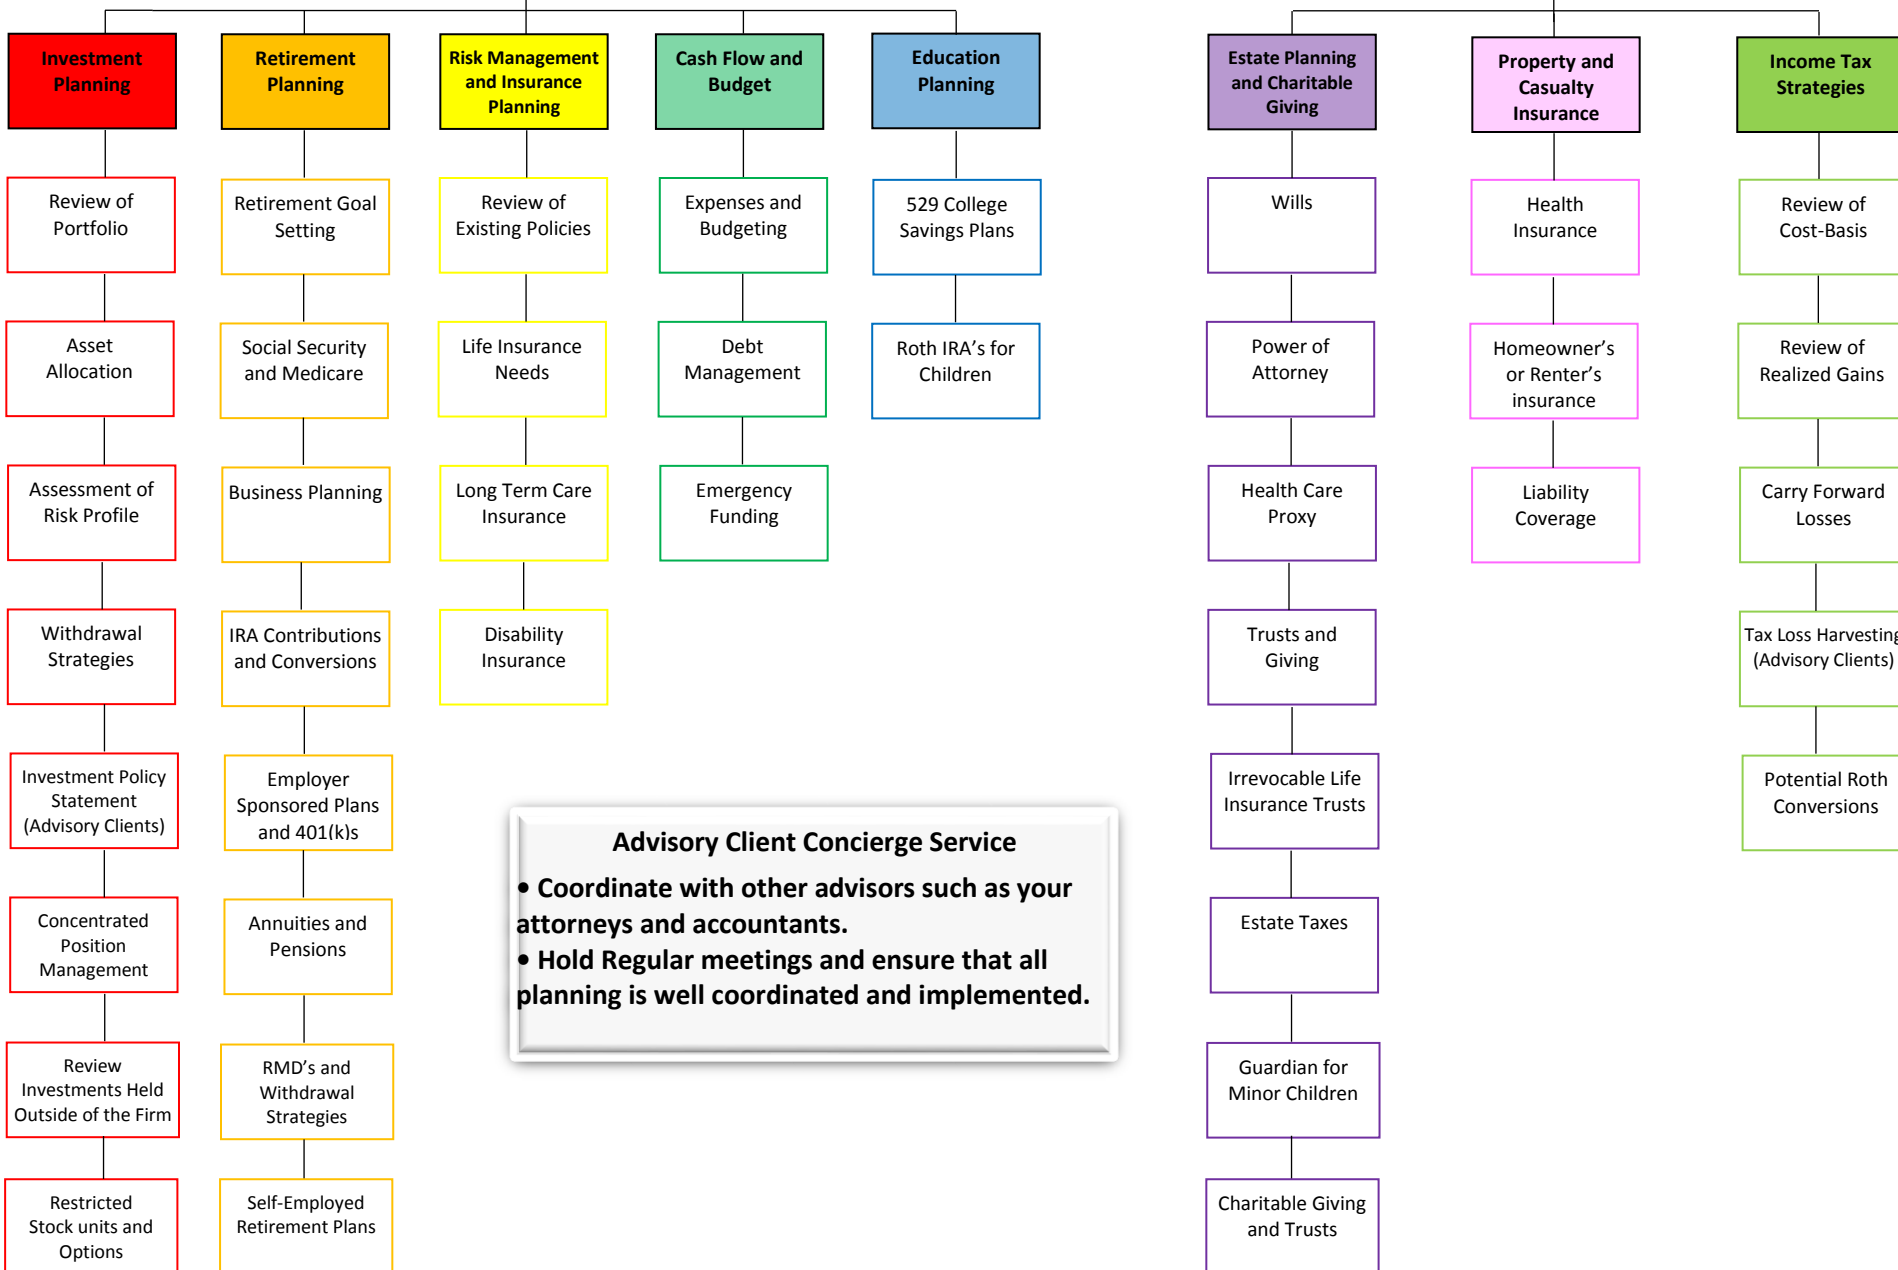 Investment
Planning
Review of
Portfolio
Asset
Allocation
Assessment of
Risk Profile
Withdrawal
Strategies
Investment Policy
Statement
(Advisory Clients)
Concentrated
Position
Management
Review
Investments Held
Outside of the Firm
Restricted
Stock units and
Options
Retirement
Planning
Retirement Goal
Setting
Social Security
and Medicare
Business Planning
IRA Contributions
and Conversions
Employer
Sponsored Plans
and 401(k)s
Annuities and
Pensions
RMD's and
Withdrawal
Strategies
Self-Employed
Retirement Plans
Risk Management
and Insurance
Planning
Review of
Existing Policies
Life Insurance
Needs
Long Term Care
Insurance
Disability
Insurance
Cash Flow and
Budget
Expenses and
Budgeting
Debt
Management
Emergency
Funding
Education
Planning
529 College
Savings Plans
Roth IRA’s for
Children
Advisory Client Concierge Service
• Coordinate with other advisors such as your
attorneys and accountants.
• Hold Regular meetings and ensure that all
planning is well coordinated and implemented.
Estate Planning
and Charitable
Giving
Wills
Power of
Attorney
Health Care
Proxy
Trusts and
Giving
Irrevocable Life
Insurance Trusts
Estate Taxes
Guardian for
Minor Children
Charitable Giving
and Trusts
Property and
Casualty
Insurance
Health
Insurance
Homeowner’s
or Renter’s
insurance
Liability
Coverage
Income Tax
Strategies
Review of
Cost-Basis
Review of
Realized Gains
Carry Forward
Losses
Tax Loss Harvesting
(Advisory Clients)
Potential Roth
Conversions